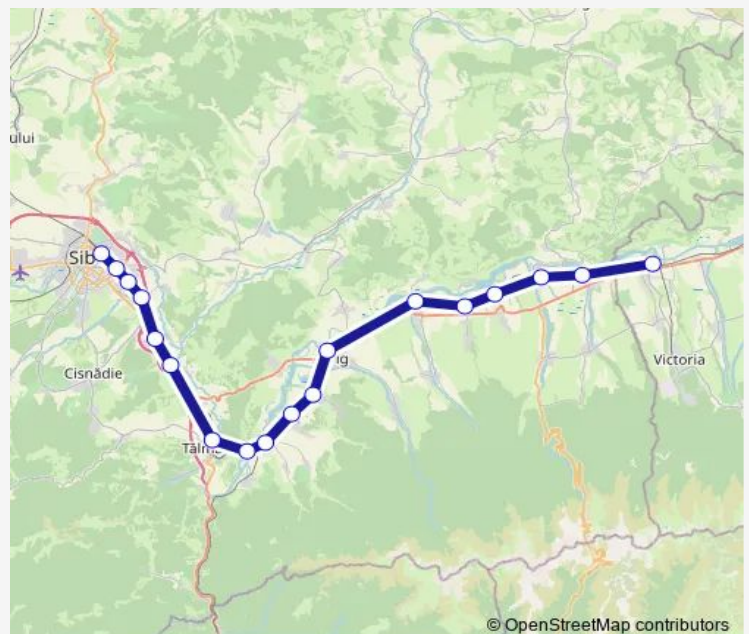 ului
Sib
Cisnădie
ig
Victoria
Tălm
© OpenStreetMap contributors